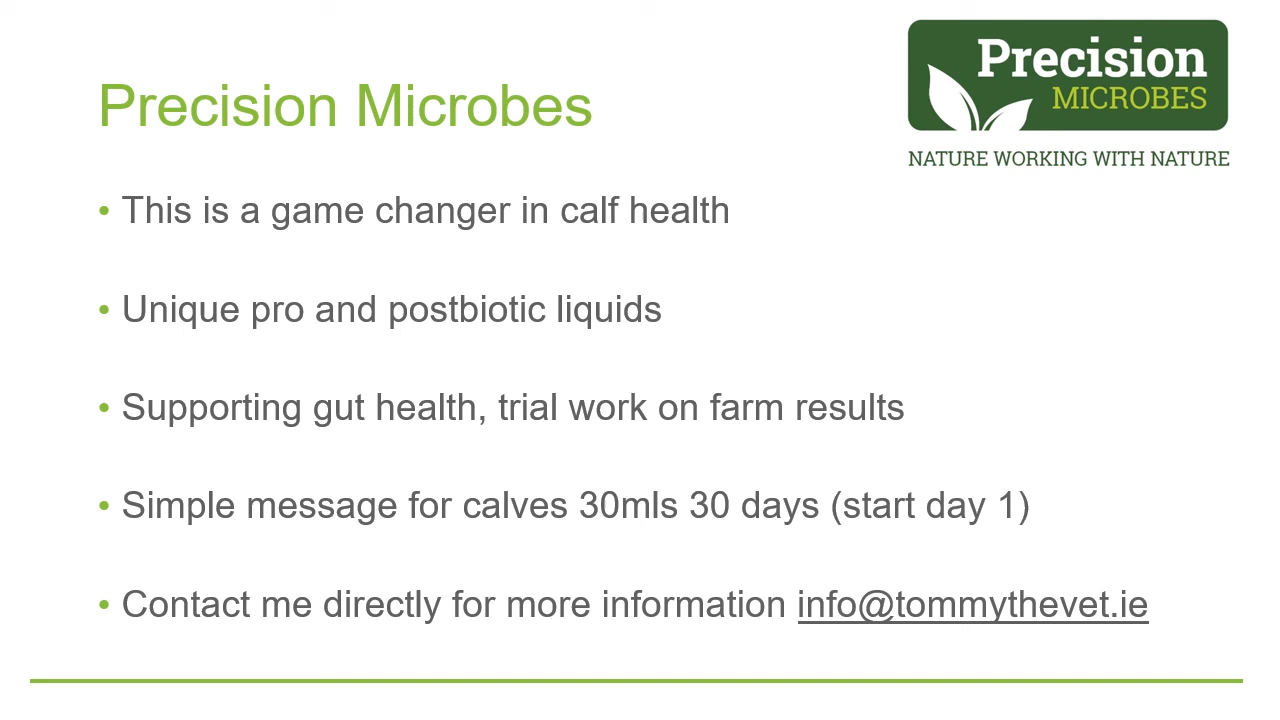 Precision
MICROBES
NATURE WORKING WITH NATURE
Precision Microbes
• This is a game changer in calf health
• Unique pro and postbiotic liquids
• Supporting gut health, trial work on farm results
• Simple message for calves 30mls 30 days (start day 1)
• Contact me directly for more information info@tommythevet.ie